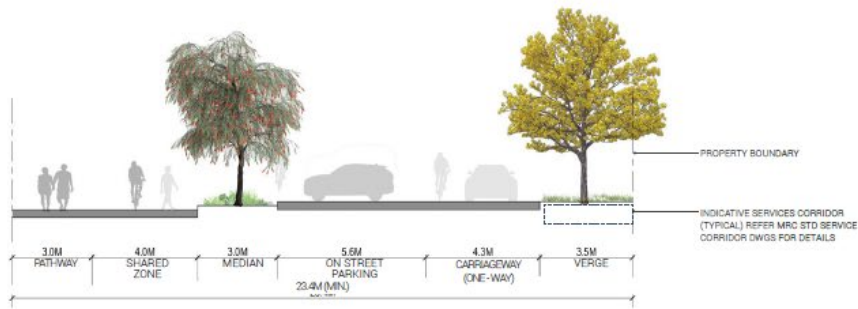 PROPERTY BOUNDARY
INDICATIVE SERVICES CORRIDOR
(TYPICAL) REFER MRC STD SERVICE
CORRIDOR DWGS FOR DETAILS
3.0M
PATHWAY
4.0M
SHARED
ZONE
3.0M
MEDIAN
5.6M
ON STREET
PARKING
4.3M
CARRIAGEWAY
(ONE-WAY)
3.5M
VERGE
23.4M (MIN.)